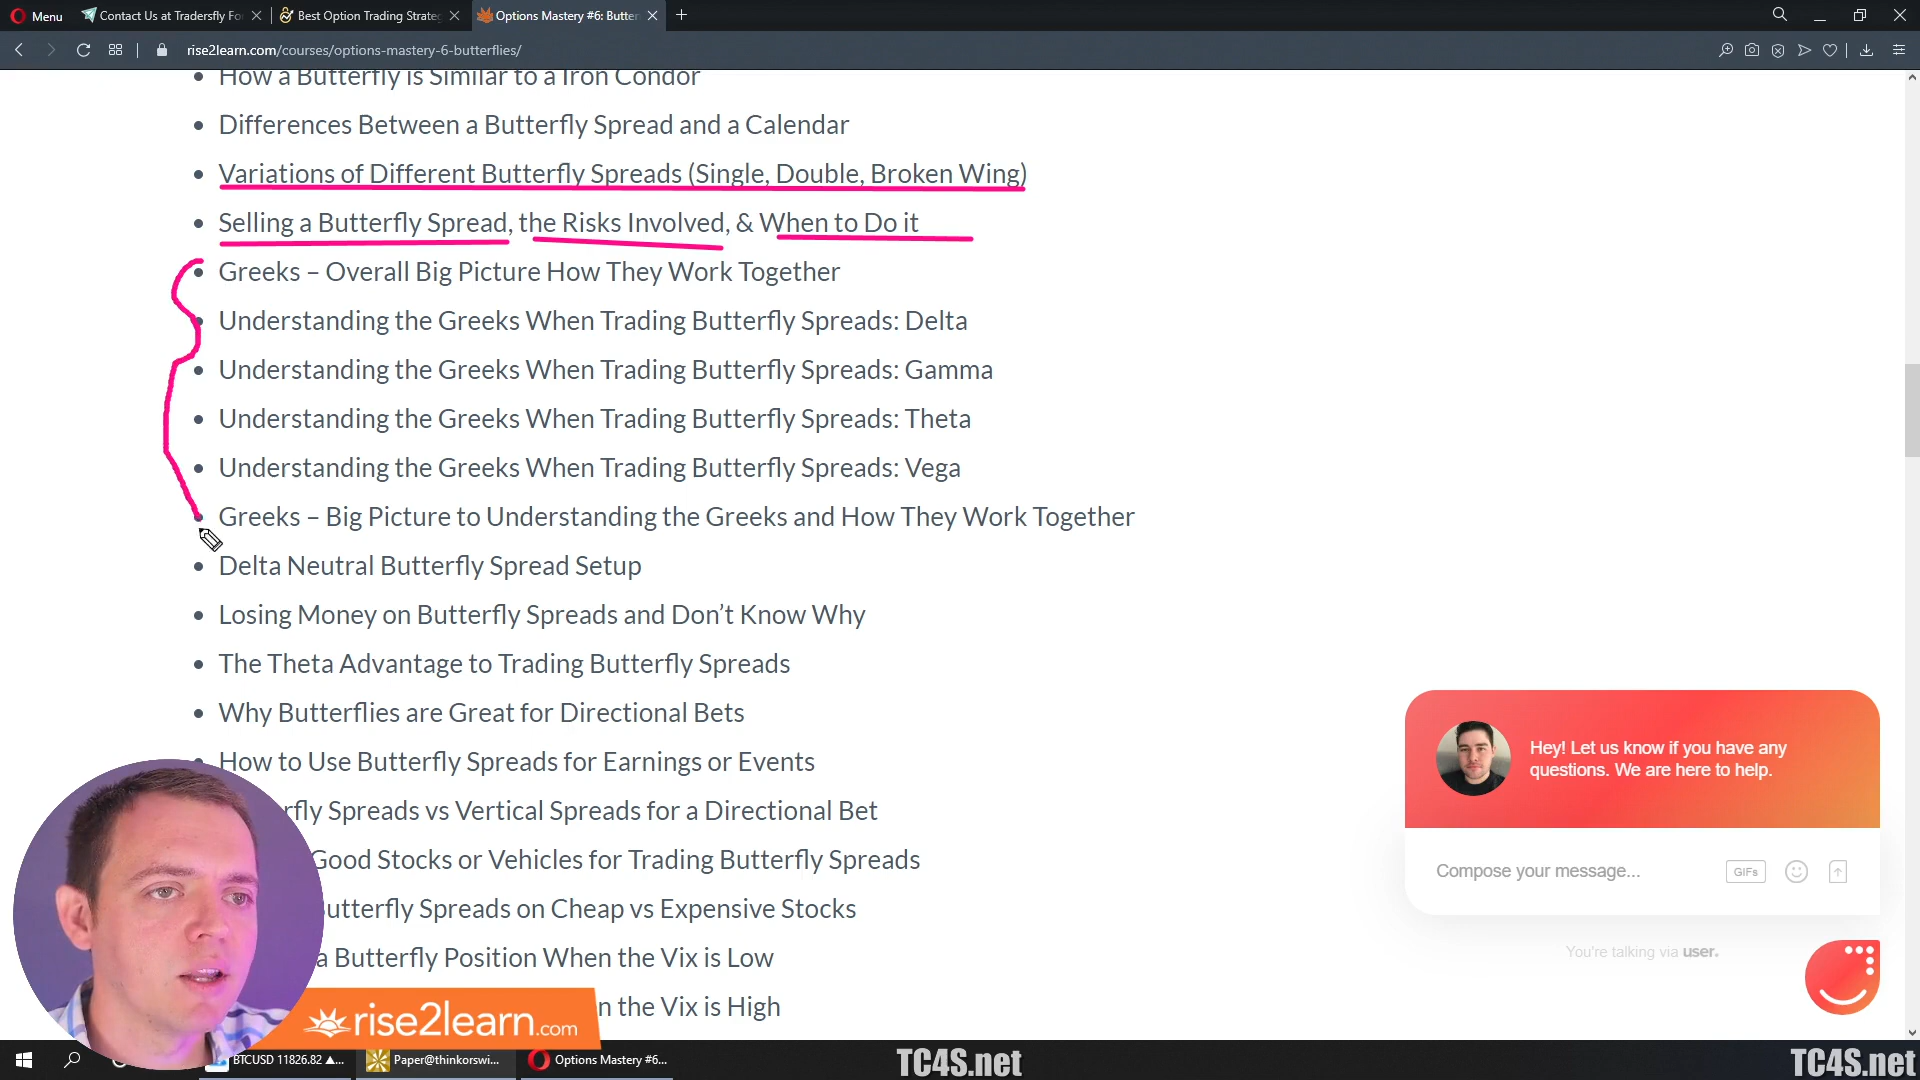 Menu
Contact Us at Tradersfly Fo
Best Option Trading Strate
Options Mastery #6: Butter
rise2learn.com/courses/options-mastery-6-butterflies/
How a Butterfly is Similar to a Iron Condor
Differences Between a Butterfly Spread and a Calendar
Variations of Different Butterfly Spreads (Single, Double, Broken Wing)
Selling a Butterfly Spread, the Risks Involved, & When to Do it
Greeks – Overall Big Picture How They Work Together
Understanding the Greeks When Trading Butterfly Spreads: Delta
Understanding the Greeks When Trading Butterfly Spreads: Gamma
Understanding the Greeks When Trading Butterfly Spreads: Theta
Understanding the Greeks When Trading Butterfly Spreads: Vega
Greeks – Big Picture to Understanding the Greeks and How They Work Together
Delta Neutral Butterfly Spread Setup
Losing Money on Butterfly Spreads and Don’t Know Why
The Theta Advantage to Trading Butterfly Spreads
Why Butterflies are Great for Directional Bets
How to Use Butterfly Spreads for Earnings or Events
rfly Spreads vs Vertical Spreads for a Directional Bet
Good Stocks or Vehicles for Trading Butterfly Spreads
utterfly Spreads on Cheap vs Expensive Stocks
a Butterfly Position When the Vix is Low
n the Vix is High
Hey! Let us know if you have any
questions. We are here to help.
Compose your message...
GIFs
You're talking via user.
rise2learn.com
BTCUSD 11826.82 ▲...
Paper@thinkorswi...
Options Mastery #6...
TC4S.net
TC4S.net